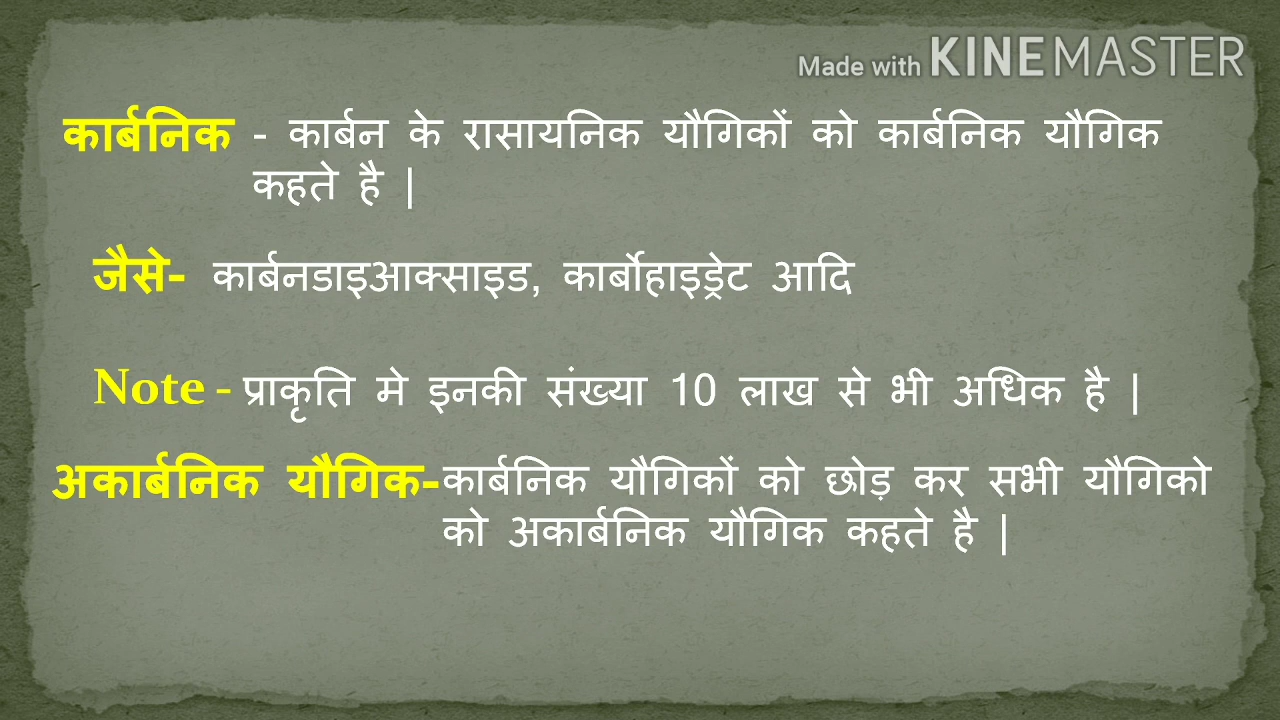 Made with KINEMASTER
कार्बनिक - कार्बन के रासायनिक यौगिकों को कार्बनिक यौगिक
कहते है |
जैसे- कार्बनडाइआक्साइड, कार्बोहाइड्रेट आदि
Note - प्राकृति मे इनकी संख्या 10 लाख से भी अधिक है |
अकार्बनिक यौगिक-कार्बनिक यौगिकों को छोड़ कर सभी यौगिको
को अकार्बनिक यौगिक कहते है |